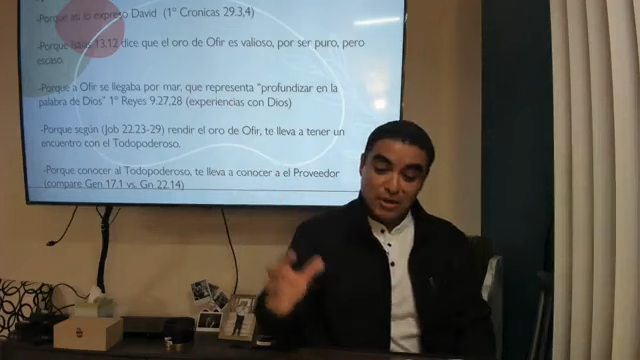 -Porque así lo expreso David (1º Cronicas 29.3,4)
-Porque Isaías 13.12 dice que el oro de Ofir es valioso, por ser puro, pero
escaso.
-Porque a Ofir se llegaba por mar, que representa "profundizar en la
palabra de Dios" 1º Reyes 9.27,28 (experiencias con Dios)
-Porque según (Job 22.23-29) rendir el oro de Ofir, te lleva a tener un
encuentro con el Todopoderoso.
-Porque conocer al Todopoderoso, te lleva a conocer a el Proveedor
(compare Gen 17.1 vs. Gn 22.14)